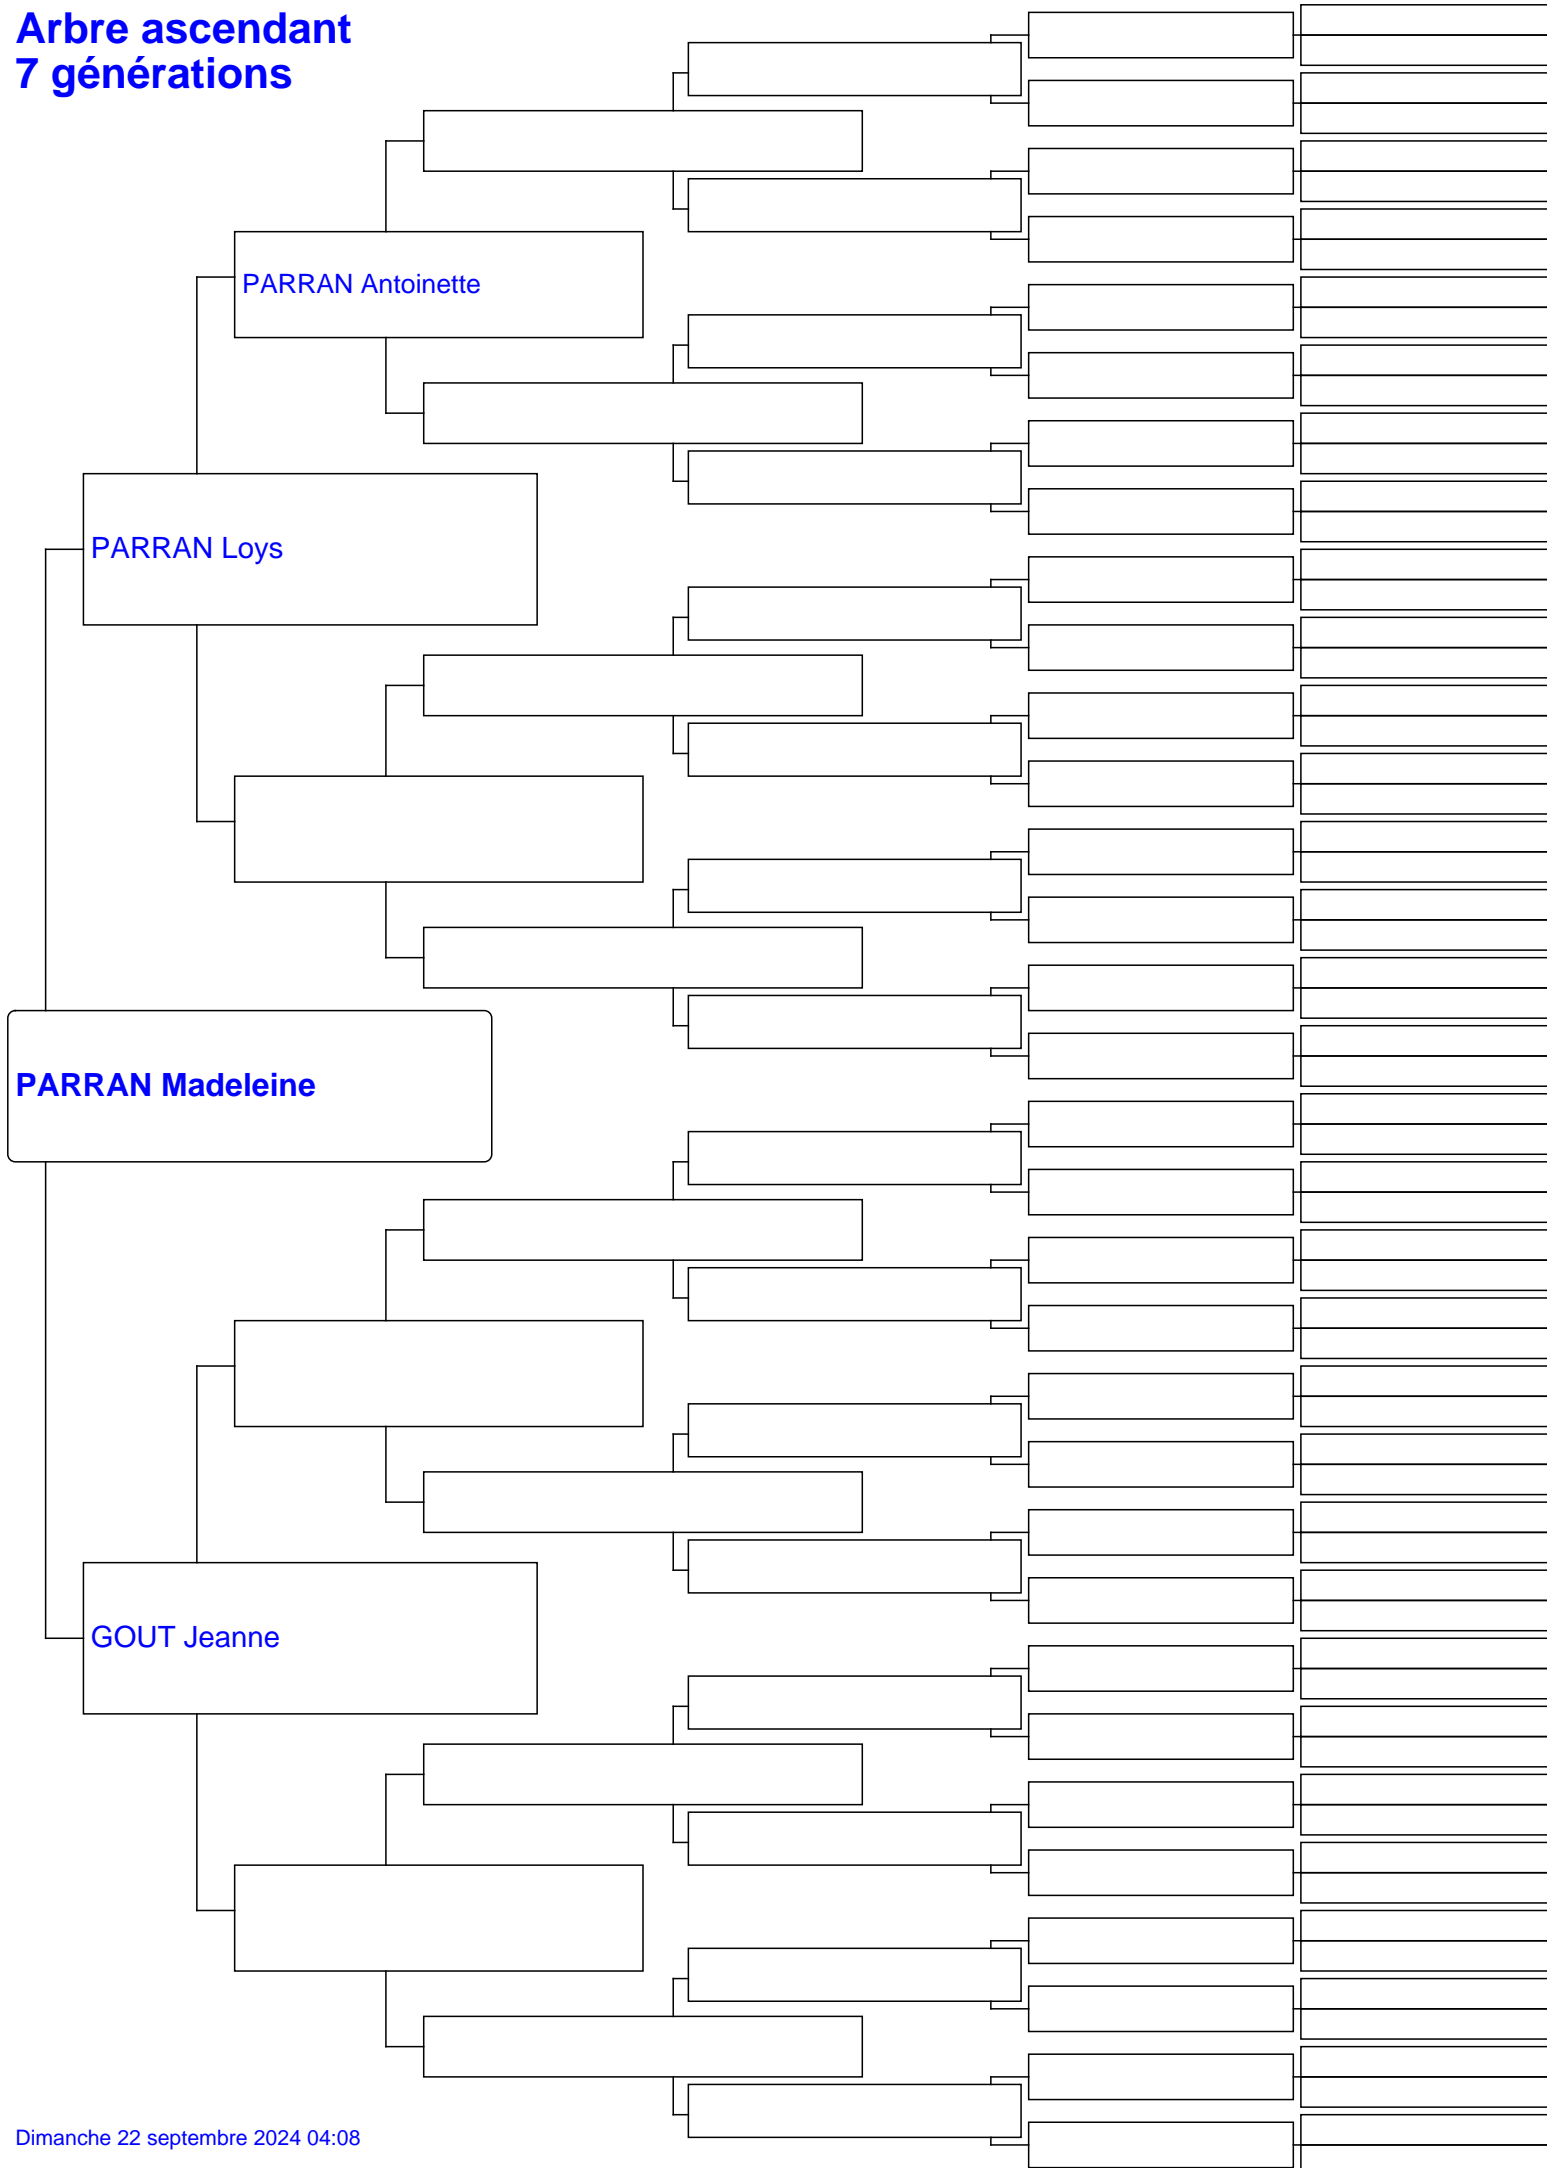 Arbre ascendant
7 générations
PARRAN Antoinette
PARRAN Loys
PARRAN Madeleine
GOUT Jeanne
Dimanche 22 septembre 2024 04:08